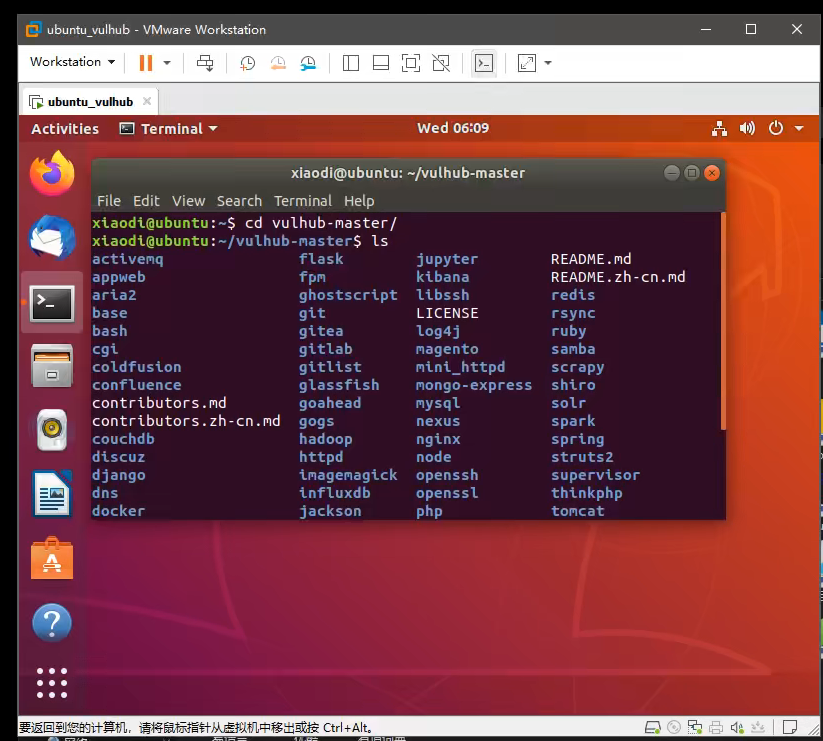 ubuntu_vulhub - VMware Workstation
Workstation
ubuntu_vulhub
Activities Terminal Wed 06:09
xiaodi@ubuntu: ~/vulhub-master
File Edit View Search Terminal Help
xiaodi@ubuntu:~$ cd vulhub-master/
xiaodi@ubuntu:~/vulhub-master$ ls
activemq flask jupyter README.md
appweb fpm kibana README.zh-cn.md
aria2 ghostscript libssh redis
base git LICENSE rsync
bash gitea log4j ruby
cgi gitlab magento samba
coldfusion gitlist mini_httpd scrapy
confluence glassfish mongo-express shiro
contributors.md goahead mysql solr
contributors.zh-cn.md gogs nexus spark
couchdb hadoop nginx spring
discuz httpd node struts2
django imagemagick openssh supervisor
dns influxdb openssl thinkphp
docker jackson php tomcat
要返回到您的计算机，请将鼠标指针从虚拟机中移出或按 Ctrl+Alt。